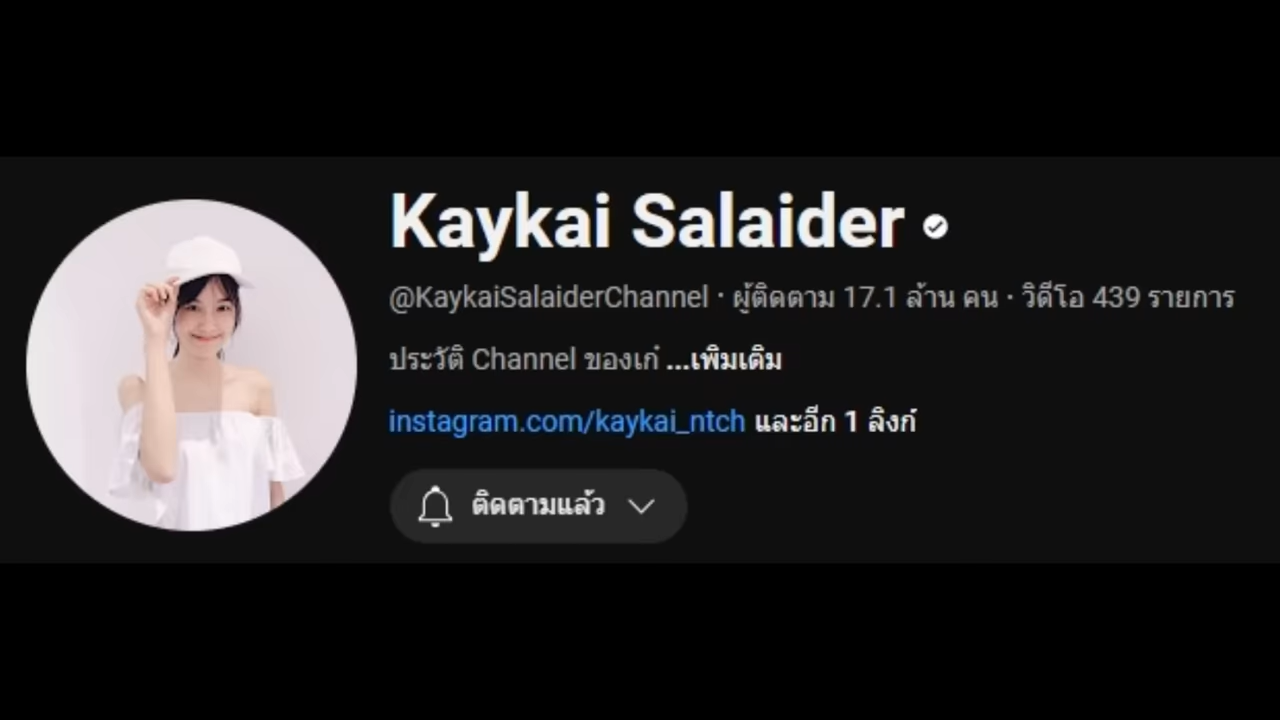 Kaykai Salaider
@KaykaiSalaiderChannel · ผู้ติดตาม 17.1 ล้าน คน · วิดีโอ 439 รายการ
ประวัติ Channel ของเก๋ ...เพิ่มเติม
instagram.com/kaykai_ntch และอีก 1 ลิงก์
ติดตามแล้ว